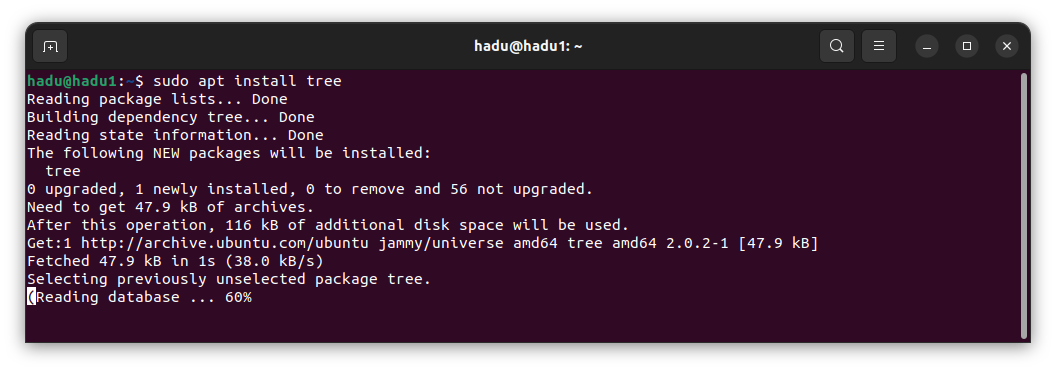 hadu@hadu1: ~
hadu@hadu1:~$ sudo apt install tree
Reading package lists... Done
Building dependency tree... Done
Reading state information... Done
The following NEW packages will be installed:
  tree
0 upgraded, 1 newly installed, 0 to remove and 56 not upgraded.
Need to get 47.9 kB of archives.
After this operation, 116 kB of additional disk space will be used.
Get:1 http://archive.ubuntu.com/ubuntu jammy/universe amd64 tree amd64 2.0.2-1 [47.9 kB]
Fetched 47.9 kB in 1s (38.0 kB/s)
Selecting previously unselected package tree.
(Reading database ... 60%